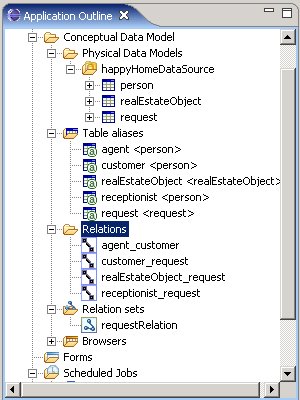 Application Outline
Conceptual Data Model
Physical Data Models
happyHomeDataSource
person
realEstateObject
request
Table aliases
agent <person>
customer <person>
realEstateObject <realEstateObject>
receptionist <person>
request <request>
Relations
agent_customer
customer_request
realEstateObject_request
receptionist_request
Relation sets
requestRelation
Browsers
Forms
Scheduled Jobs